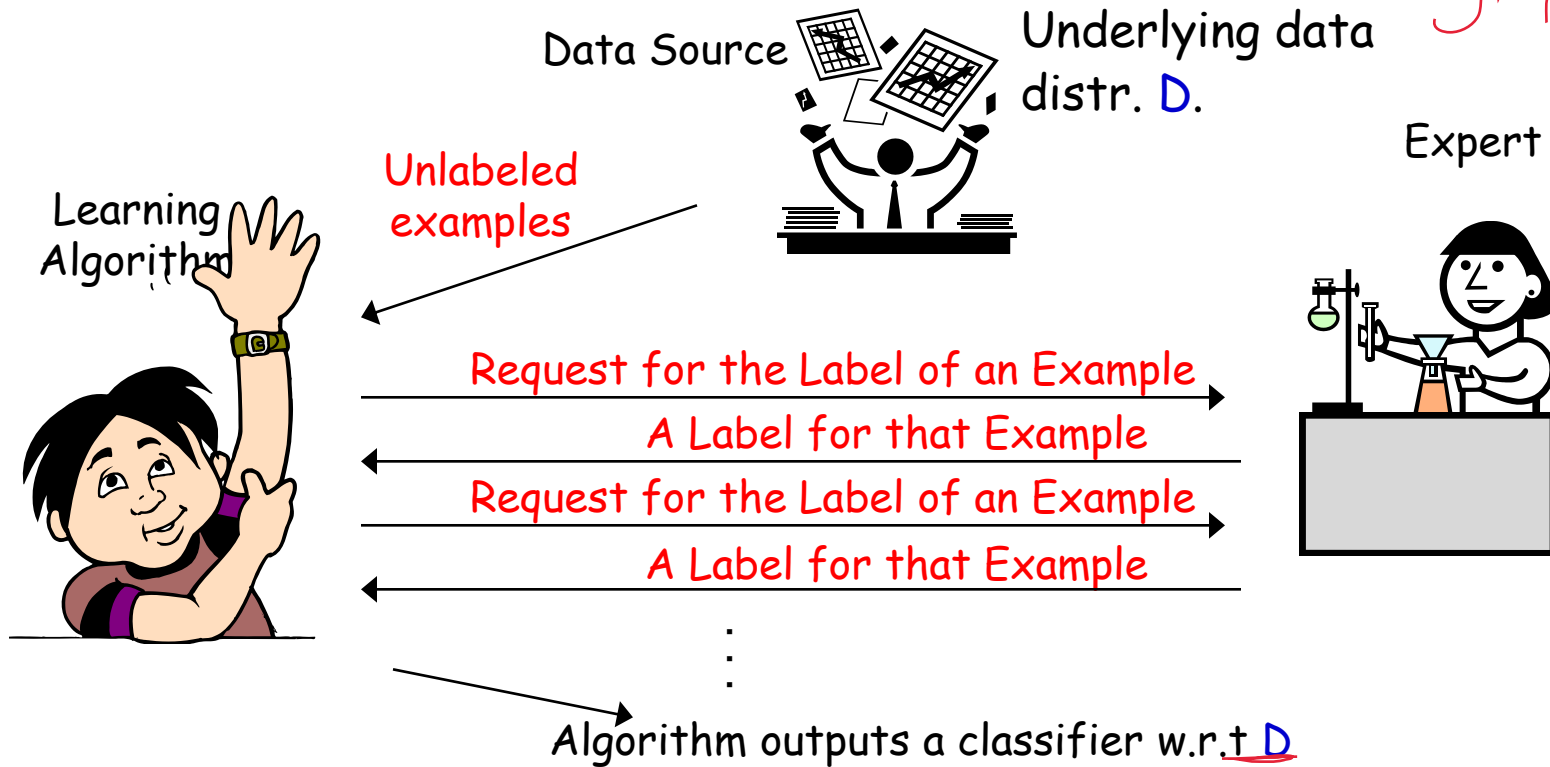 Data Source
Underlying data
distr. D.
Expert
Unlabeled
examples
Learning
Algorithm
Request for the Label of an Example
A Label for that Example
Request for the Label of an Example
A Label for that Example
Algorithm outputs a classifier w.r.t D